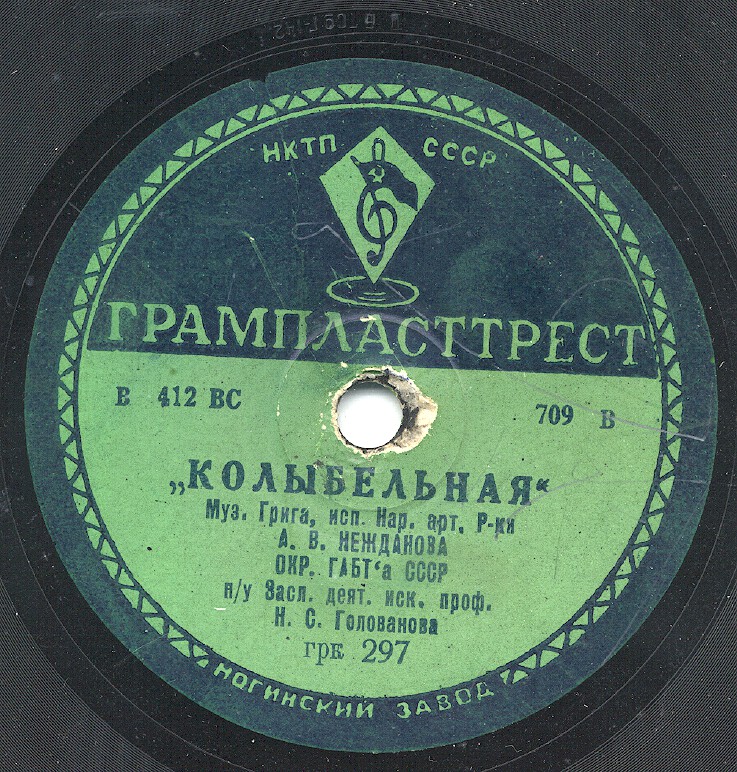 НКТП СССР
ГРАМПЛАСТТРЕСТ
В 412 ВС 709 В
„КОЛЫБЕЛЬНАЯ“
Муз. Грига, исп. Нар. арт. Р-ки
А. В. НЕЖДАНОВА
ОКР. ГАБТ‘а СССР
п/у Засл. деят. иск. проф.
Н. С. Голованова
грк 297
НОГИНСКИЙ ЗАВОД